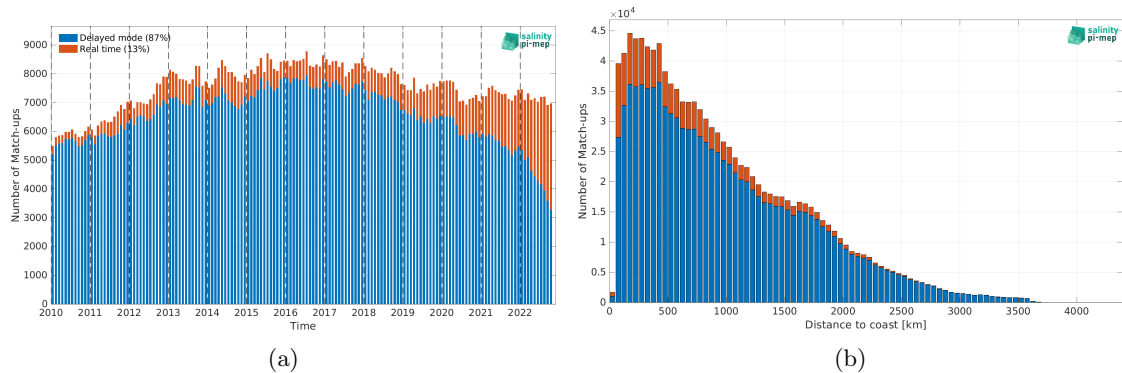 Delayed mode (87%)
Real time (13%)
salinity
pi-mep
Number of Match-ups
9000
8000
7000
6000
5000
4000
3000
2000
1000
0
2010 2011 2012 2013 2014 2015 2016 2017 2018 2019 2020 2021 2022
Time
(a)
×10⁴
salinity
pi-mep
Number of Match-ups
4.5
4
3.5
3
2.5
2
1.5
1
0.5
0
0 500 1000 1500 2000 2500 3000 3500 4000
Distance to coast [km]
(b)